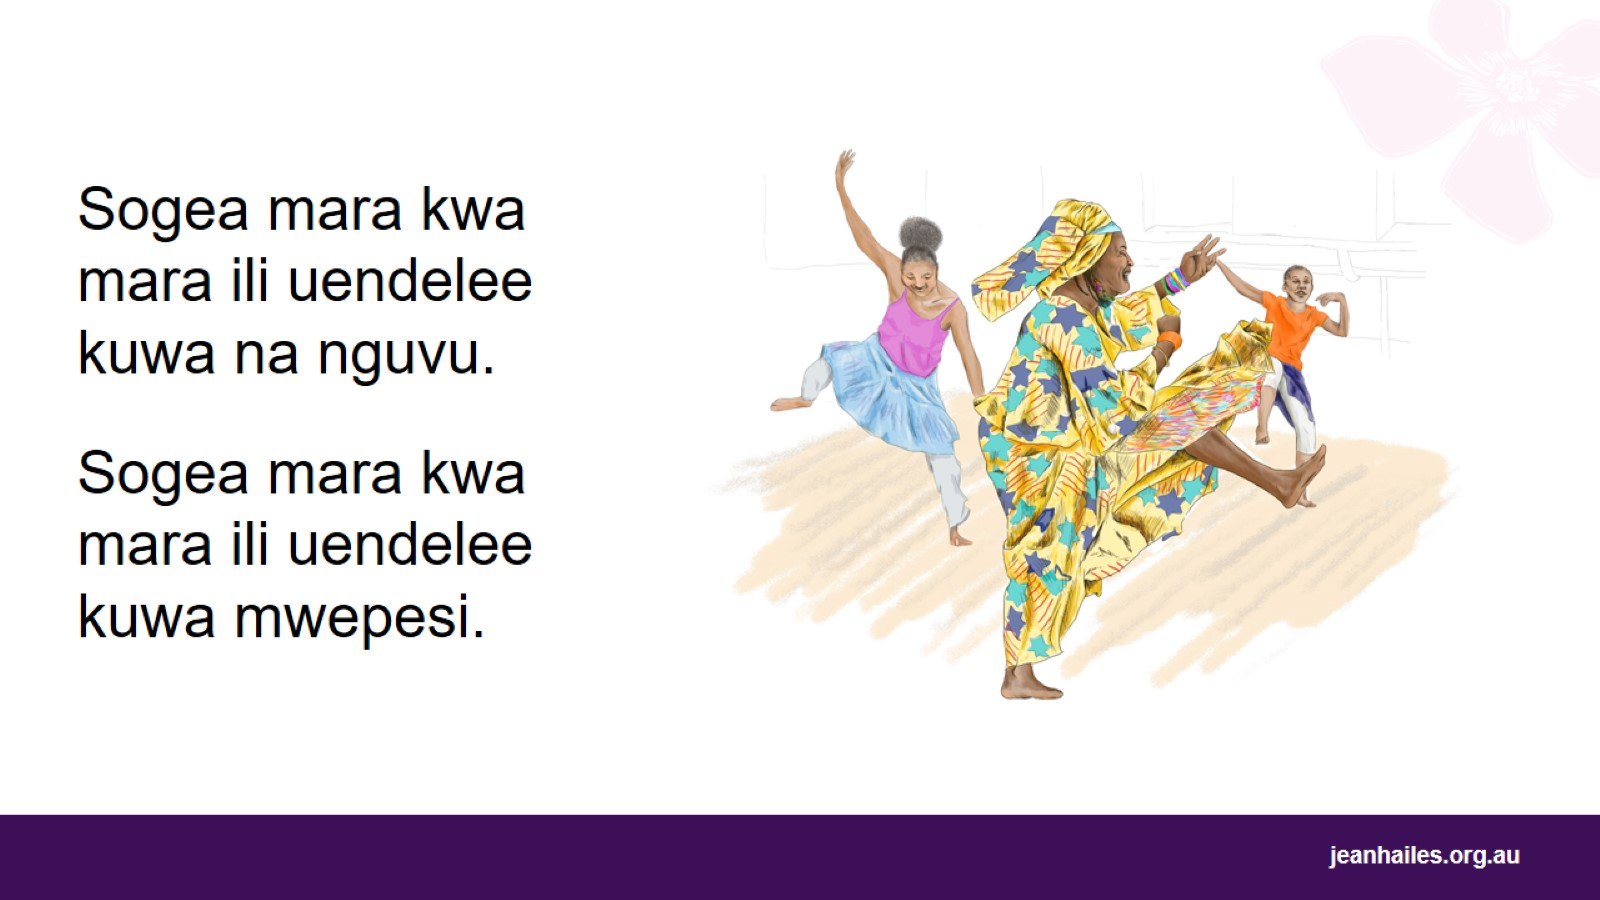 Sogea mara kwa
mara ili uendelee
kuwa na nguvu.
Sogea mara kwa
mara ili uendelee
kuwa mwepesi.
jeanhailes.org.au